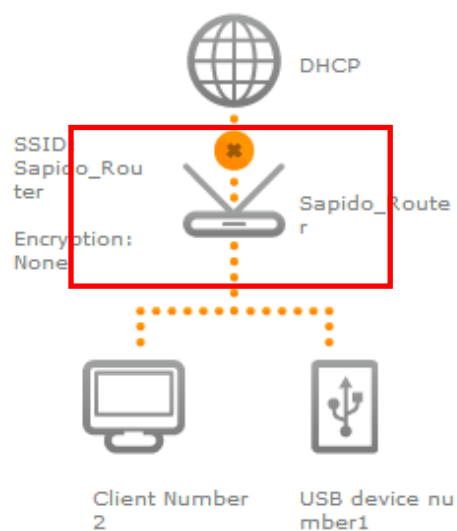 DHCP
SSID:
Sapido_Rou
ter
Encryption:
None
Sapido_Route
r
Client Number
2
USB device nu
mber1